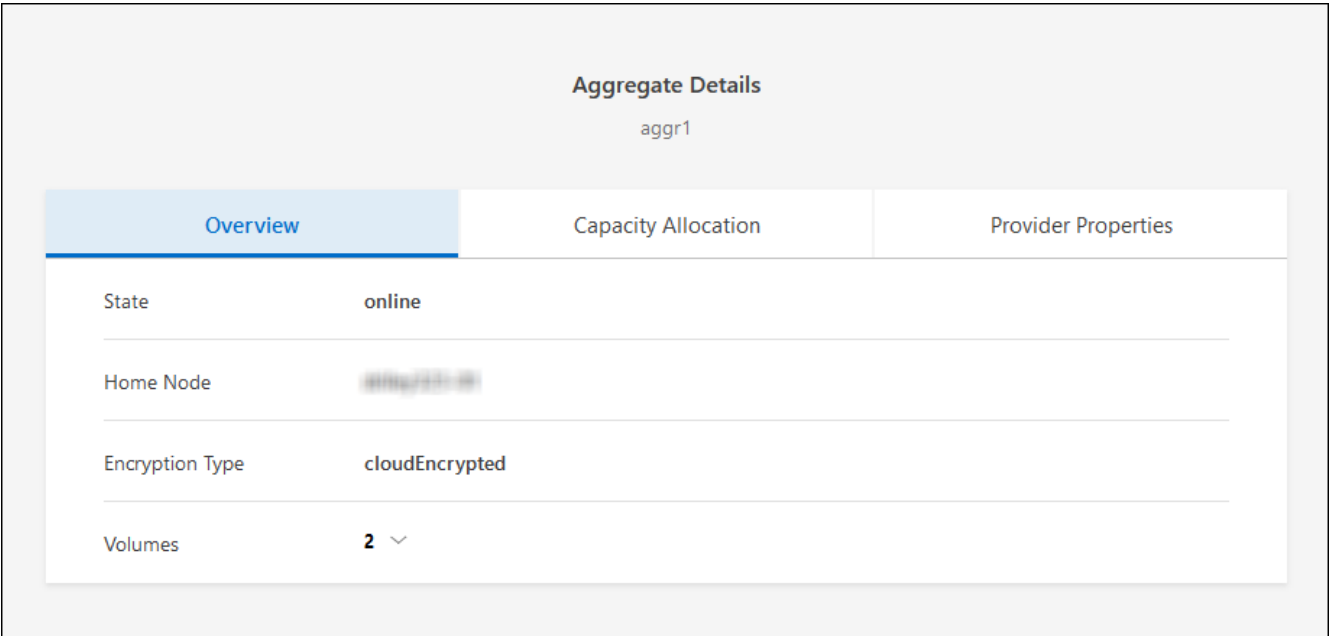 Aggregate Details
aggr1
Overview Capacity Allocation Provider Properties
State online
Home Node
Encryption Type cloudEncrypted
Volumes 2